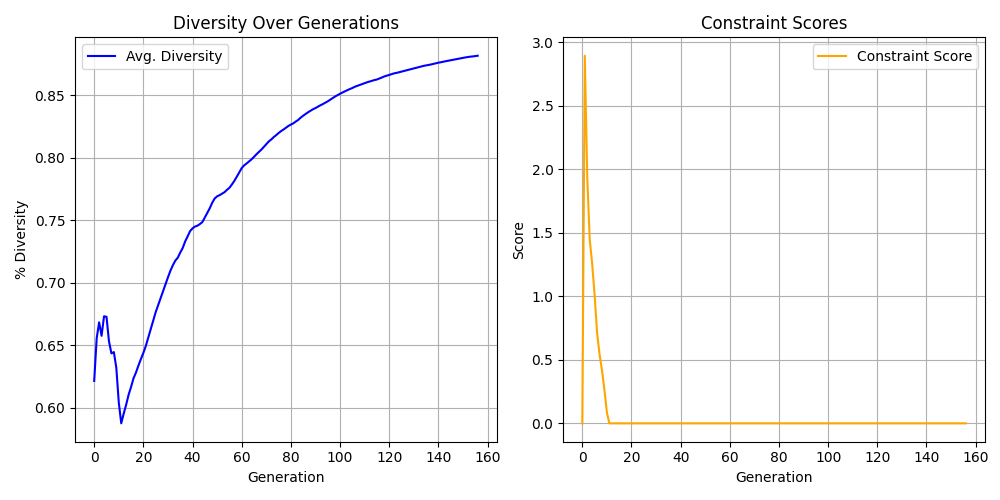 Diversity Over Generations
Avg. Diversity
0.85
0.80
0.75
0.70
0.65
0.60
% Diversity
0 20 40 60 80 100 120 140 160
Generation
Constraint Scores
Constraint Score
3.0
2.5
2.0
1.5
1.0
0.5
0.0
Score
0 20 40 60 80 100 120 140 160
Generation